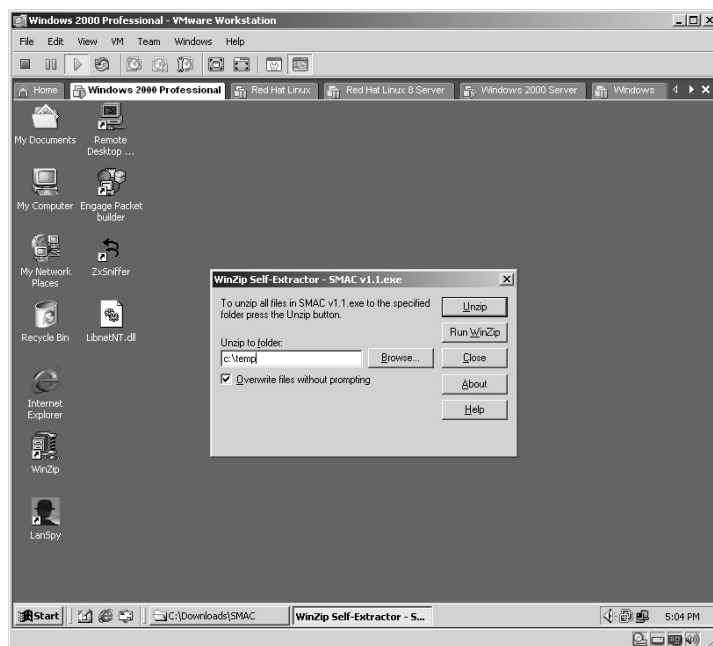 Windows 2000 Professional - VMware Workstation
File Edit View VM Team Windows Help
Home Windows 2000 Professional Red Hat Linux Red Hat Linux 8 Server Windows 2000 Server Windows
My Documents
Remote Desktop ...
My Computer
Engage Packet builder
My Network Places
ZxSniffer
Recycle Bin
LibnetNT.dll
Internet Explorer
WinZip
LanSpy
WinZip Self-Extractor - SMAC v1.1.exe
To unzip all files in SMAC v1.1.exe to the specified
folder press the Unzip button.
Unzip to folder:
c:\temp
Browse...
Overwrite files without prompting
Unzip
Run WinZip
Close
About
Help
Start C:\Downloads\SMAC WinZip Self-Extractor - S... 5:04 PM